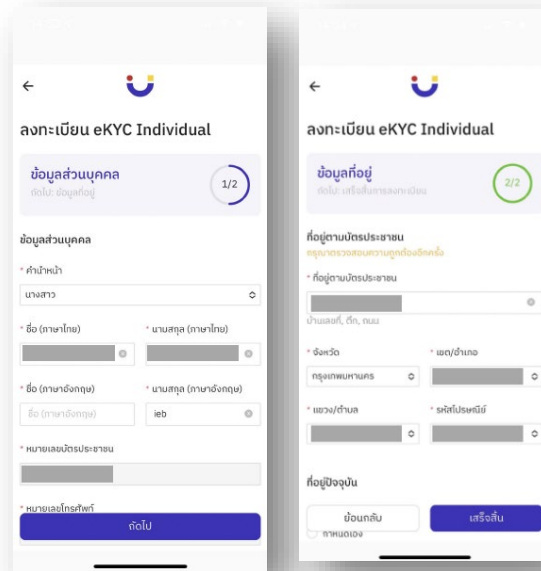 ลงทะเบียน eKYC Individual
ข้อมูลส่วนบุคคล
ถัดไป: ข้อมูลที่อยู่
1/2
ข้อมูลส่วนบุคคล
* คำนำหน้า
นางสาว
* ชื่อ (ภาษาไทย)
* นามสกุล (ภาษาไทย)
* ชื่อ (ภาษาอังกฤษ)
* นามสกุล (ภาษาอังกฤษ)
ชื่อ (ภาษาอังกฤษ)
ieb
* หมายเลขบัตรประชาชน
* หมายเลขโทรศัพท์
ถัดไป
ลงทะเบียน eKYC Individual
ข้อมูลที่อยู่
ถัดไป: เสร็จสิ้นการลงทะเบียน
2/2
ที่อยู่ตามบัตรประชาชน
กรุณาตรวจสอบความถูกต้องอีกครั้ง
* ที่อยู่ตามบัตรประชาชน
บ้านเลขที่, ตึก, ถนน
* จังหวัด
* เขต/อำเภอ
กรุงเทพมหานคร
* แขวง/ตำบล
* รหัสไปรษณีย์
ที่อยู่ปัจจุบัน
ย้อนกลับ
เสร็จสิ้น
กำหนดเอง